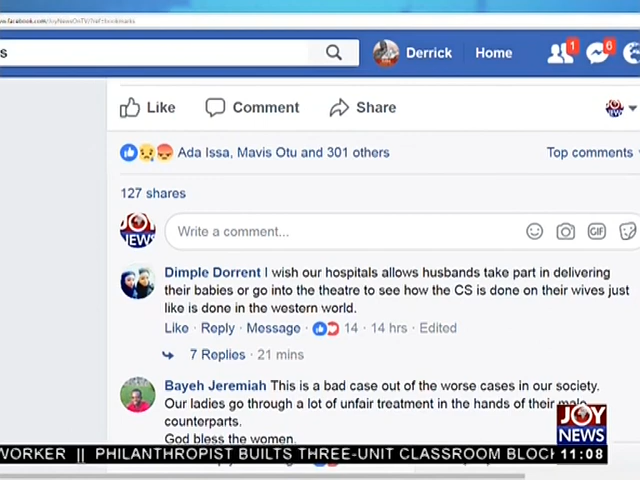 www.facebook.com/JoyNewsOnTV/?ref=bookmarks
s
Derrick
Home
1
6
Like
Comment
Share
Ada Issa, Mavis Otu and 301 others
Top comments
127 shares
JOY
NEWS
Write a comment...
GIF
Dimple Dorrent I wish our hospitals allows husbands take part in delivering
their babies or go into the theatre to see how the CS is done on their wives just
like is done in the western world.
Like · Reply · Message · 14 · 14 hrs · Edited
7 Replies · 21 mins
Bayeh Jeremiah This is a bad case out of the worse cases in our society.
Our ladies go through a lot of unfair treatment in the hands of their male
counterparts.
God bless the women.
JOY
NEWS
WORKER || PHILANTHROPIST BUILTS THREE-UNIT CLASSROOM BLOCK
11:08